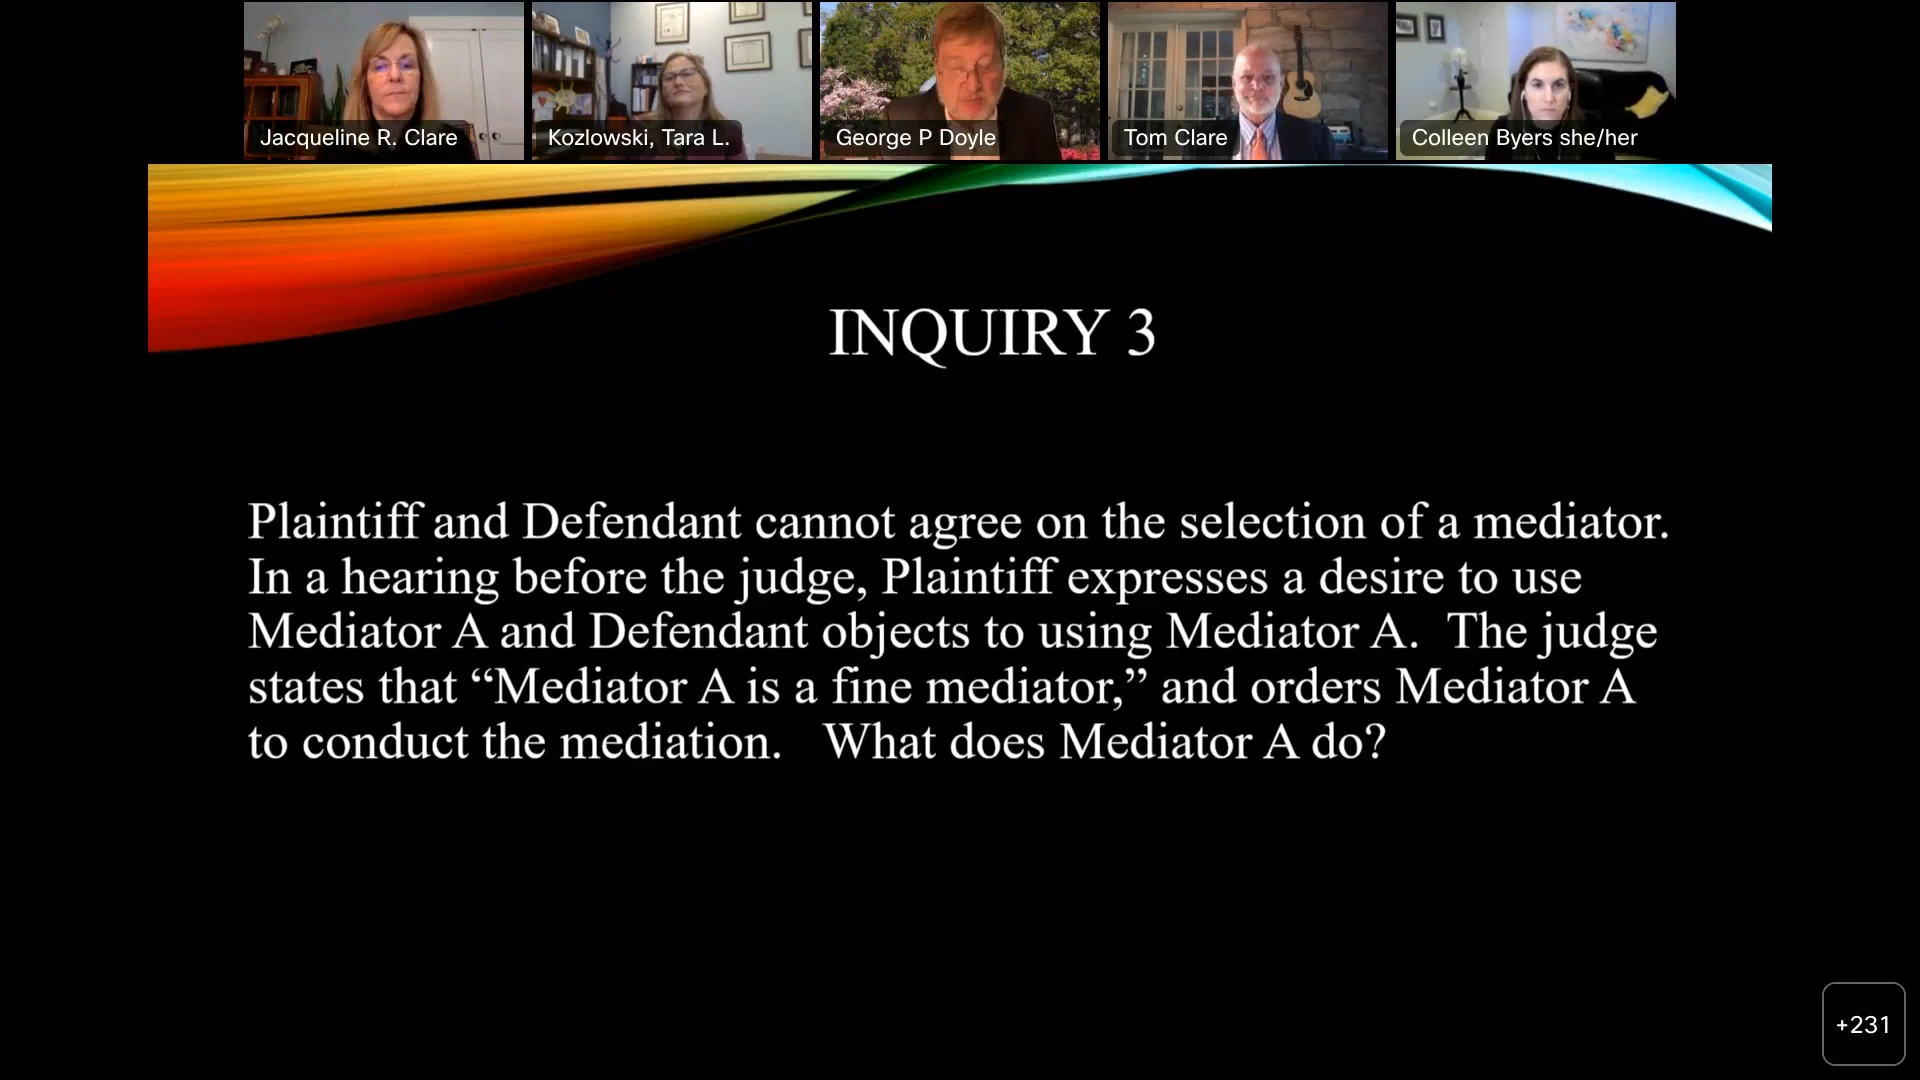 Jacqueline R. Clare
Kozlowski, Tara L.
George P Doyle
Tom Clare
Colleen Byers she/her
INQUIRY 3
Plaintiff and Defendant cannot agree on the selection of a mediator.
In a hearing before the judge, Plaintiff expresses a desire to use
Mediator A and Defendant objects to using Mediator A.  The judge
states that “Mediator A is a fine mediator,” and orders Mediator A
to conduct the mediation.   What does Mediator A do?
+231